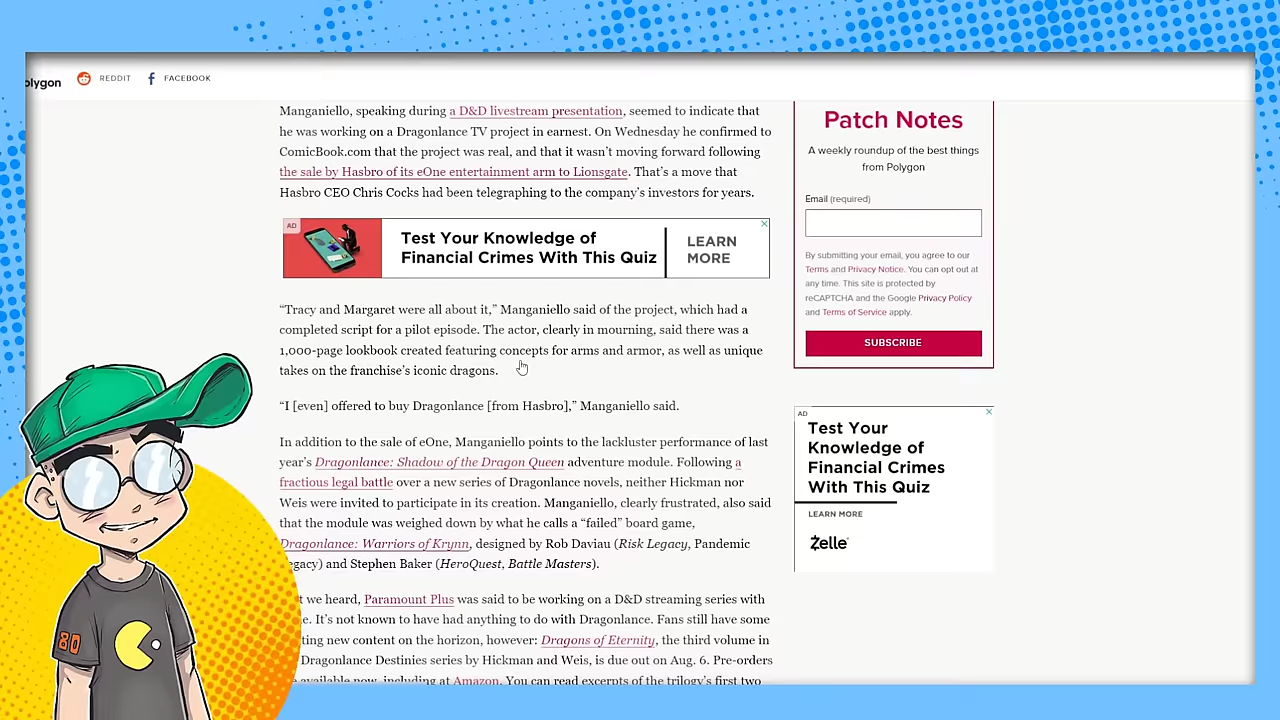 olygon
REDDIT
FACEBOOK
Manganiello, speaking during a D&D livestream presentation, seemed to indicate that
he was working on a Dragonlance TV project in earnest. On Wednesday he confirmed to
ComicBook.com that the project was real, and that it wasn't moving forward following
the sale by Hasbro of its eOne entertainment arm to Lionsgate. That's a move that
Hasbro CEO Chris Cocks had been telegraphing to the company's investors for years.
AD
Test Your Knowledge of
Financial Crimes With This Quiz
LEARN
MORE
“Tracy and Margaret were all about it,” Manganiello said of the project, which had a
completed script for a pilot episode. The actor, clearly in mourning, said there was a
1,000-page lookbook created featuring concepts for arms and armor, as well as unique
takes on the franchise's iconic dragons.
“I [even] offered to buy Dragonlance [from Hasbro],” Manganiello said.
In addition to the sale of eOne, Manganiello points to the lackluster performance of last
year's Dragonlance: Shadow of the Dragon Queen adventure module. Following a
fractious legal battle over a new series of Dragonlance novels, neither Hickman nor
Weis were invited to participate in its creation. Manganiello, clearly frustrated, also said
that the module was weighed down by what he calls a “failed” board game,
Dragonlance: Warriors of Krynn, designed by Rob Daviau (Risk Legacy, Pandemic
egacy) and Stephen Baker (HeroQuest, Battle Masters).
t we heard, Paramount Plus was said to be working on a D&D streaming series with
e. It's not known to have had anything to do with Dragonlance. Fans still have some
ting new content on the horizon, however: Dragons of Eternity, the third volume in
Dragonlance Destinies series by Hickman and Weis, is due out on Aug. 6. Pre-orders
available now, including at Amazon. You can read excerpts of the trilogy's first two
Patch Notes
A weekly roundup of the best things
from Polygon
Email (required)
By submitting your email, you agree to our
Terms and Privacy Notice. You can opt out at
any time. This site is protected by
reCAPTCHA and the Google Privacy Policy
and Terms of Service apply.
SUBSCRIBE
AD
Test Your
Knowledge of
Financial Crimes
With This Quiz
LEARN MORE
Zelle
80